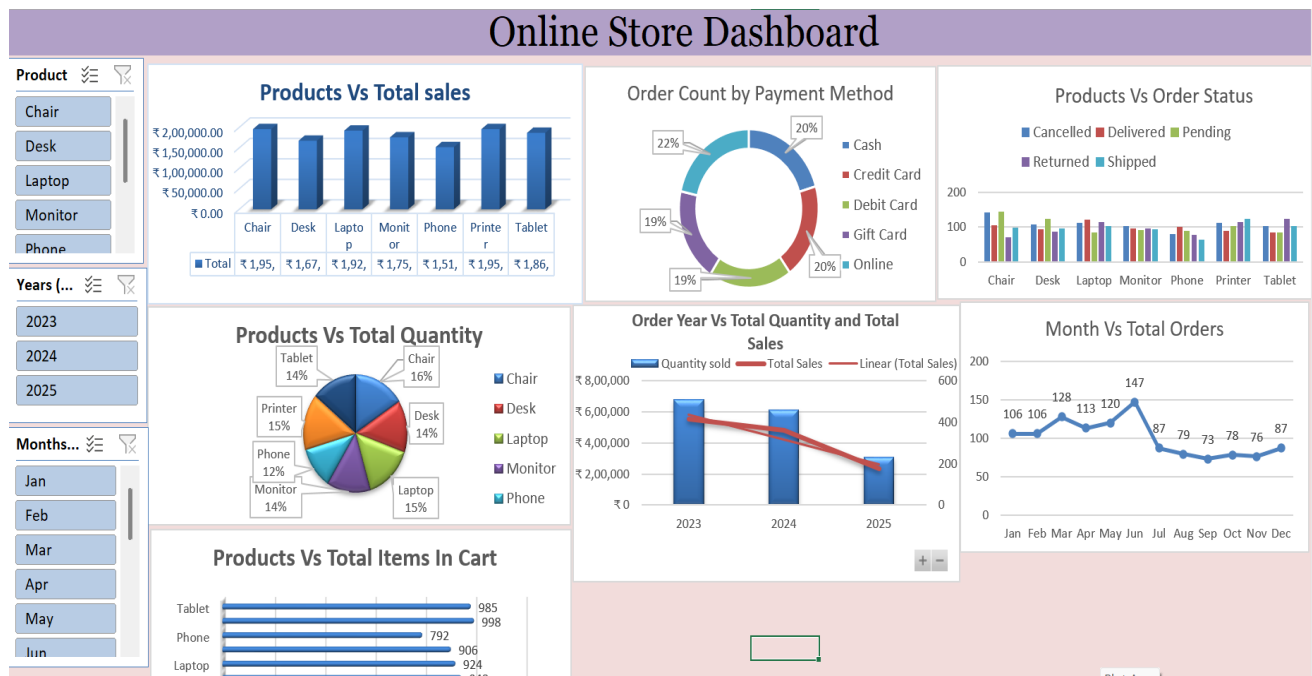 Online Store Dashboard
Product
Chair
Desk
Laptop
Monitor
Phone
Years (...
2023
2024
2025
Months...
Jan
Feb
Mar
Apr
May
Jun
Products Vs Total sales
₹ 2,00,000.00
₹ 1,50,000.00
₹ 1,00,000.00
₹ 50,000.00
₹ 0.00
Chair Desk Lapto Monit Phone Printe Tablet
p or r
Total ₹ 1,95, ₹ 1,67, ₹ 1,92, ₹ 1,75, ₹ 1,51, ₹ 1,95, ₹ 1,86,
Order Count by Payment Method
20%
22%
19%
19%
20%
Cash
Credit Card
Debit Card
Gift Card
Online
Products Vs Order Status
Cancelled Delivered Pending
Returned Shipped
200
100
0
Chair Desk Laptop Monitor Phone Printer Tablet
Products Vs Total Quantity
Tablet
14%
Chair
16%
Printer
15%
Desk
14%
Phone
12%
Monitor
14%
Laptop
15%
Chair
Desk
Laptop
Monitor
Phone
Order Year Vs Total Quantity and Total
Sales
Quantity sold Total Sales Linear (Total Sales)
₹ 8,00,000 600
₹ 6,00,000
400
₹ 4,00,000
₹ 2,00,000 200
₹ 0 0
2023 2024 2025
+ −
Month Vs Total Orders
200
150
100
50
0
106 106 128 113 120 147 87 79 73 78 76 87
Jan Feb Mar Apr May Jun Jul Aug Sep Oct Nov Dec
Products Vs Total Items In Cart
Tablet 985
998
Phone 792
906
Laptop 924